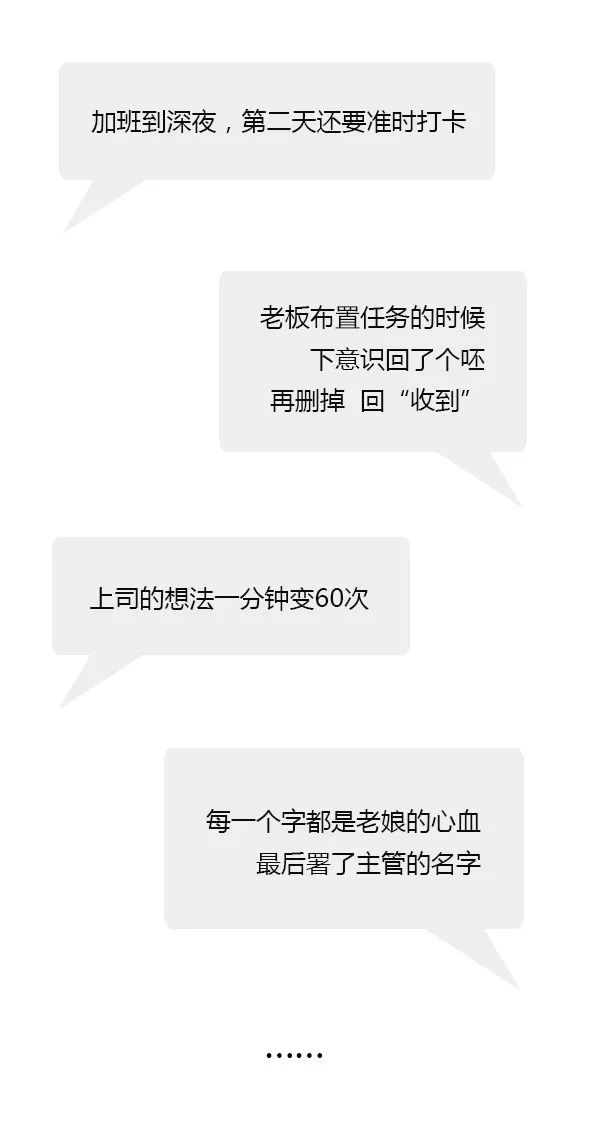 加班到深夜，第二天还要准时打卡
老板布置任务的时候
下意识回了个呸
再删掉 回“收到”
上司的想法一分钟变60次
每一个字都是老娘的心血
最后署了主管的名字
……